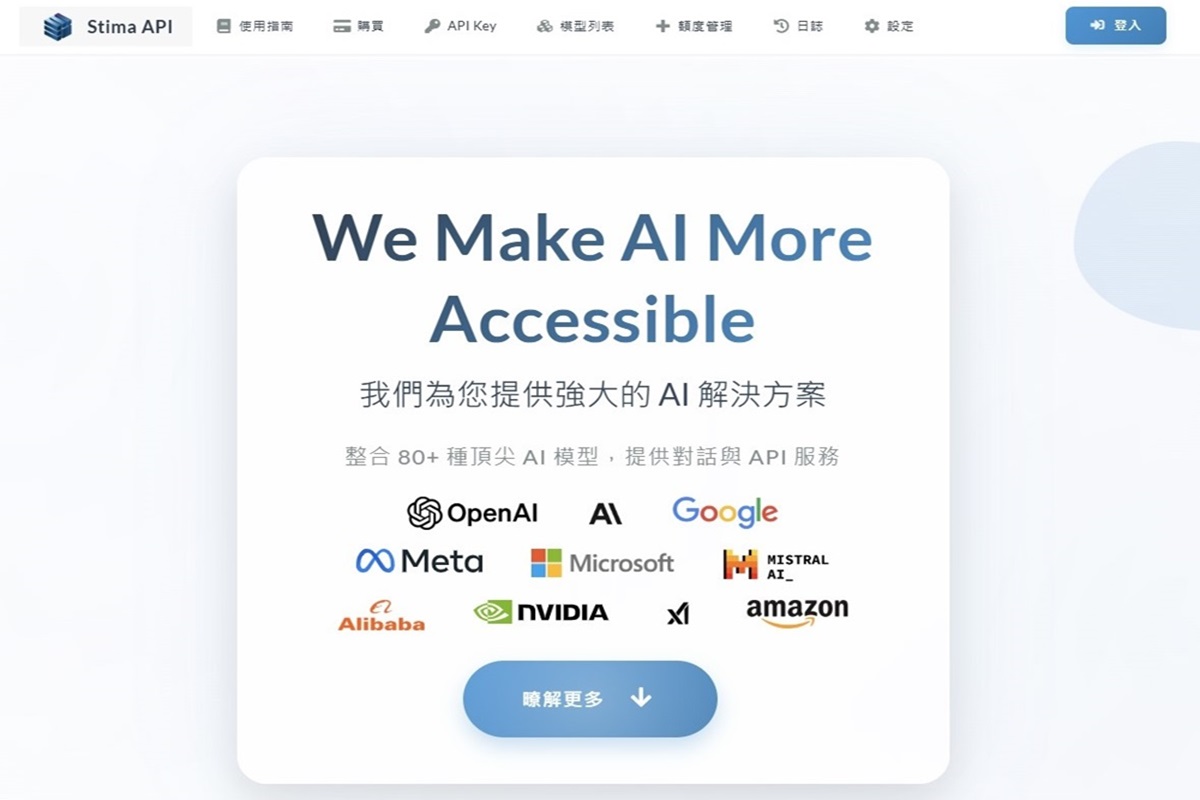 Stima API
使用指南
購買
API Key
模型列表
額度管理
日誌
設定
登入
We Make AI More
Accessible
我們為您提供強大的 AI 解決方案
整合 80+ 種頂尖 AI 模型，提供對話與 API 服務
OpenAI
Google
Meta
Microsoft
MISTRAL
AI_
Alibaba
NVIDIA
amazon
瞭解更多